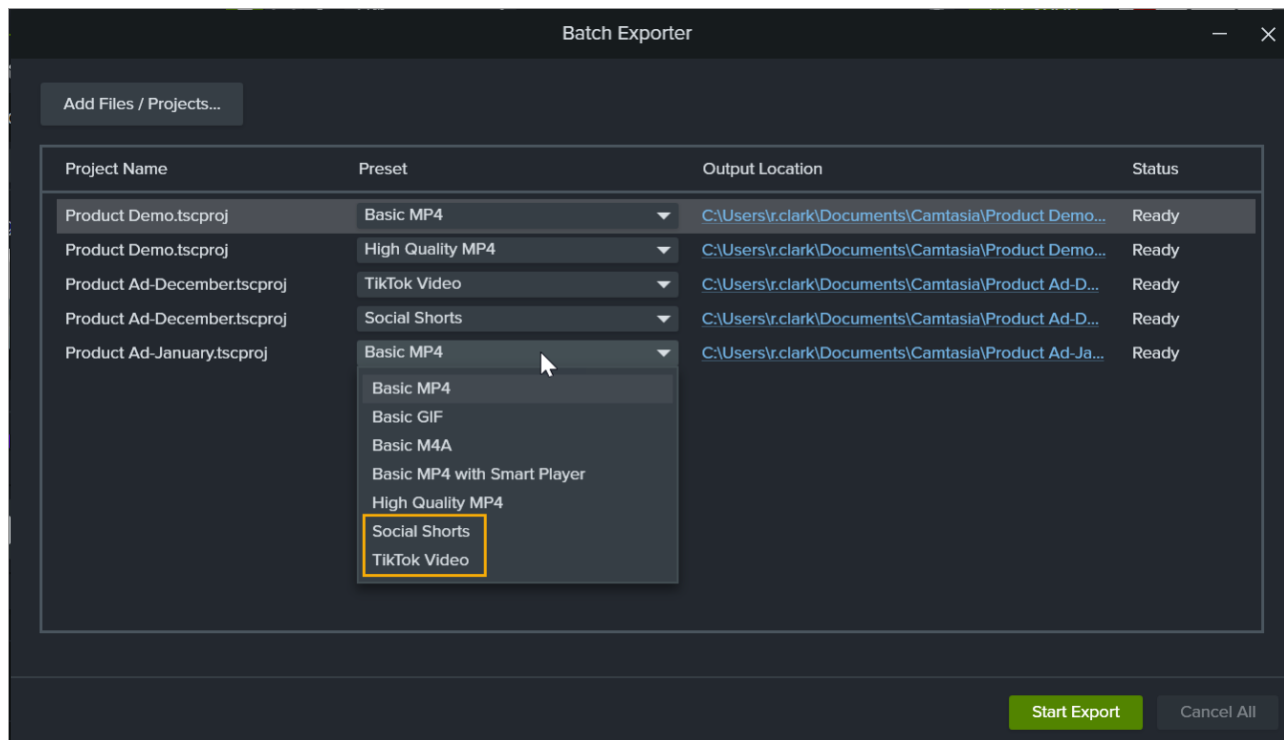 Batch Exporter
Add Files / Projects...
Project Name Preset Output Location Status
Product Demo.tscproj Basic MP4 C:\Users\r.clark\Documents\Camtasia\Product Demo... Ready
Product Demo.tscproj High Quality MP4 C:\Users\r.clark\Documents\Camtasia\Product Demo... Ready
Product Ad-December.tscproj TikTok Video C:\Users\r.clark\Documents\Camtasia\Product Ad-D... Ready
Product Ad-December.tscproj Social Shorts C:\Users\r.clark\Documents\Camtasia\Product Ad-D... Ready
Product Ad-January.tscproj Basic MP4 C:\Users\r.clark\Documents\Camtasia\Product Ad-Ja... Ready
Basic MP4
Basic GIF
Basic M4A
Basic MP4 with Smart Player
High Quality MP4
Social Shorts
TikTok Video
Start Export Cancel All